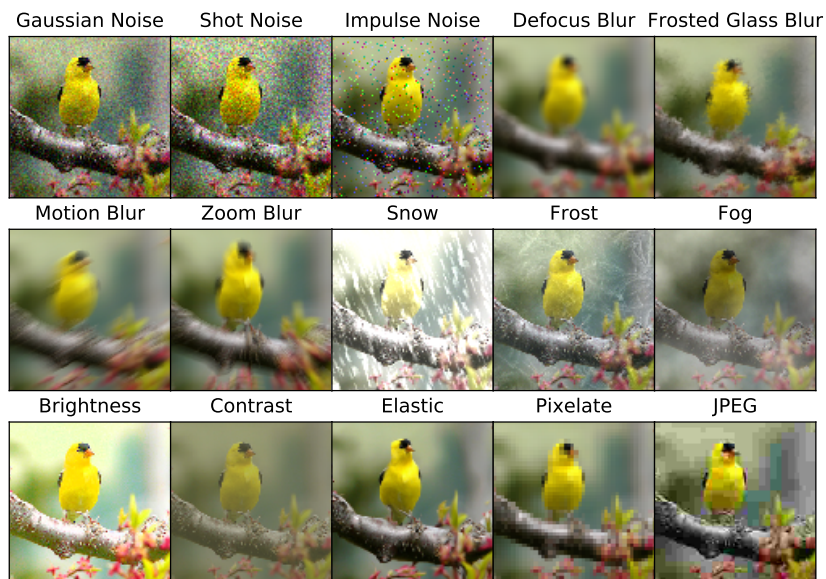 Gaussian Noise Shot Noise Impulse Noise Defocus Blur Frosted Glass Blur
Motion Blur Zoom Blur Snow Frost Fog
Brightness Contrast Elastic Pixelate JPEG